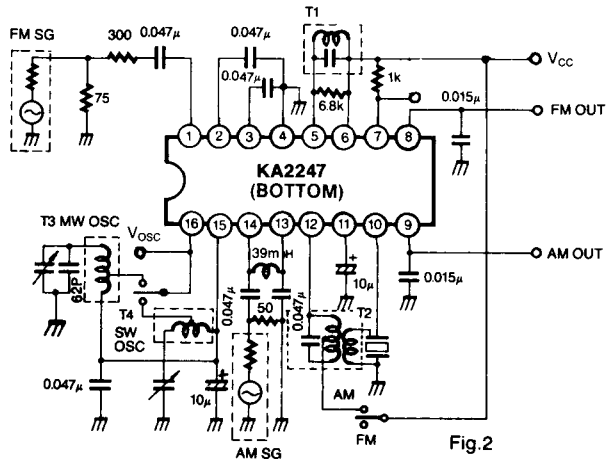 FM SG
300
0.047μ
75
0.047μ
0.047μ
T1
6.8k
1k
VCC
0.015μ
FM OUT
1 2 3 4 5 6 7 8
KA2247
(BOTTOM)
16 15 14 13 12 11 10 9
T3 MW OSC
VOSC
62P
T4
SW
OSC
0.047μ
10μ
39m H
0.047μ
50
AM SG
0.047μ
10μ
T2
0.015μ
AM OUT
AM
FM
Fig.2